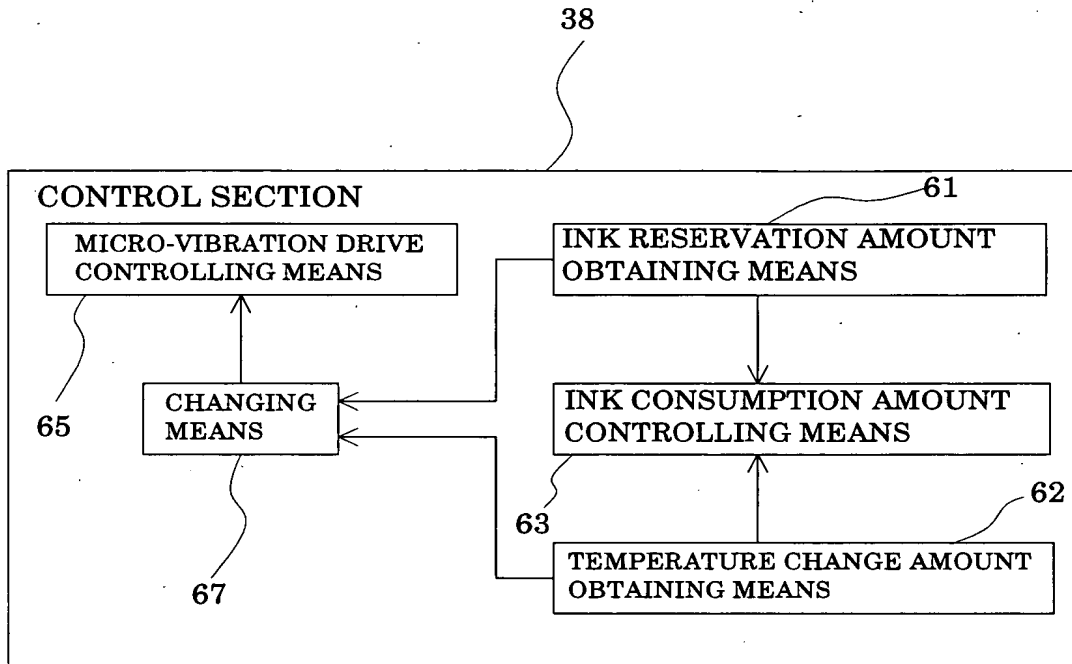 38
CONTROL SECTION
61
MICRO-VIBRATION DRIVE
CONTROLLING MEANS
INK RESERVATION AMOUNT
OBTAINING MEANS
65
CHANGING
MEANS
INK CONSUMPTION AMOUNT
CONTROLLING MEANS
67
63
62
TEMPERATURE CHANGE AMOUNT
OBTAINING MEANS